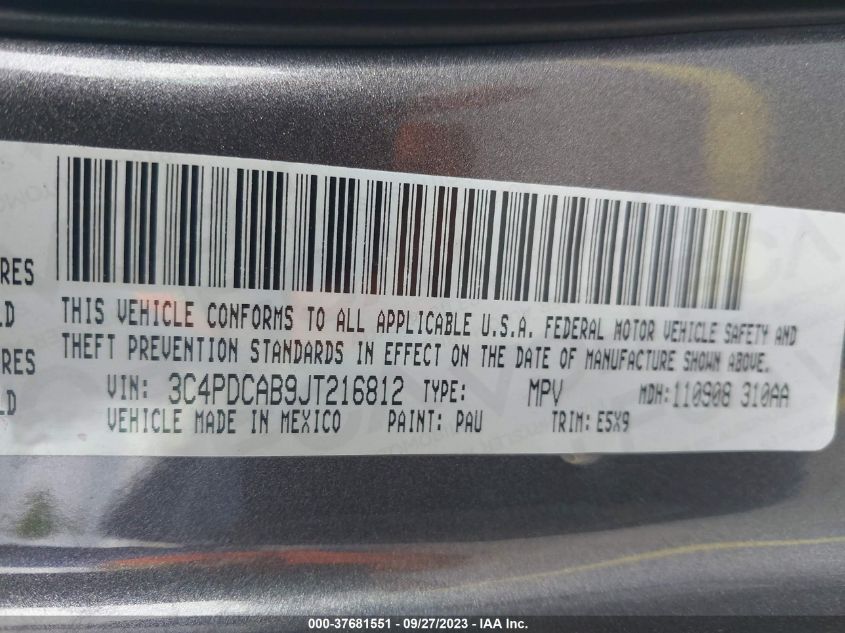 RES
LD
RES
LD
THIS VEHICLE CONFORMS TO ALL APPLICABLE U.S.A. FEDERAL MOTOR VEHICLE SAFETY AND
THEFT PREVENTION STANDARDS IN EFFECT ON THE DATE OF MANUFACTURE SHOWN ABOVE.
VIN: 3C4PDCAB9JT216812 TYPE: MPV MDH: 110908 310AA
VEHICLE MADE IN MEXICO PAINT: PAU TRIM: E5X9
000-37681551 / 09/27/2023 - IAA Inc.